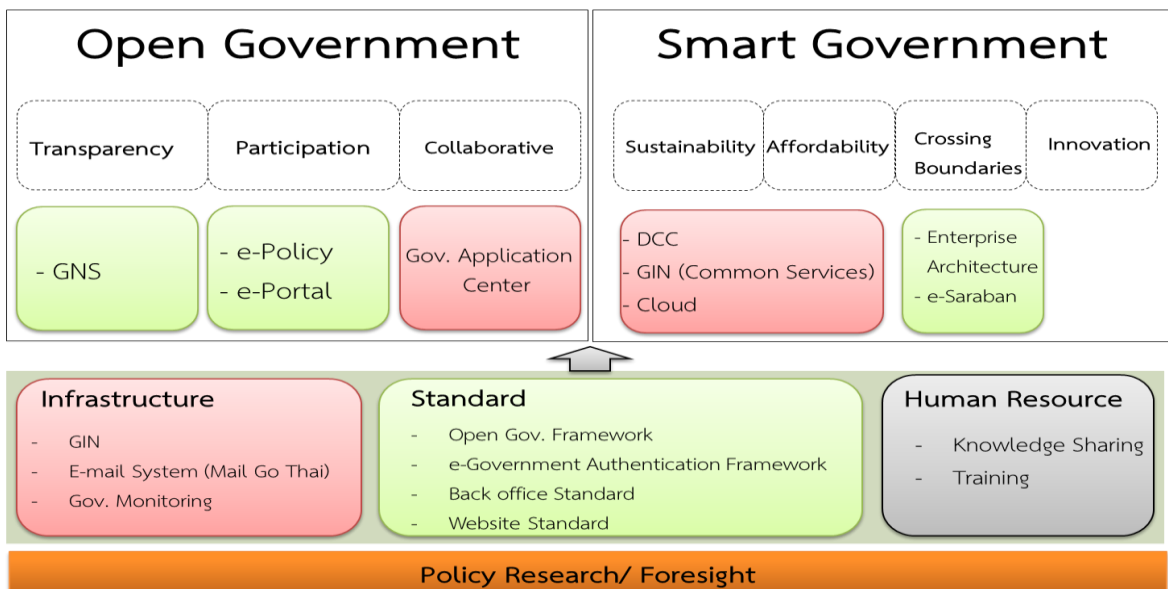 Open Government
Transparency
Participation
Collaborative
- GNS
- e-Policy
- e-Portal
Gov. Application
Center
Smart Government
Sustainability
Affordability
Crossing
Boundaries
Innovation
- DCC
- GIN (Common Services)
- Cloud
- Enterprise
Architecture
- e-Saraban
Infrastructure
- GIN
- E-mail System (Mail Go Thai)
- Gov. Monitoring
Standard
- Open Gov. Framework
- e-Government Authentication Framework
- Back office Standard
- Website Standard
Human Resource
- Knowledge Sharing
- Training
Policy Research/ Foresight